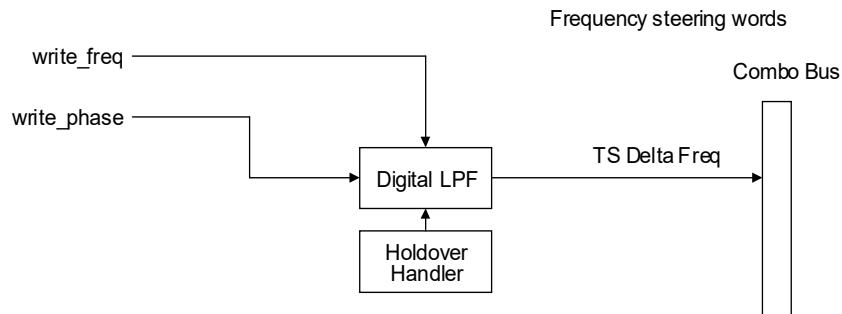 Frequency steering words
write_freq
Combo Bus
write_phase
TS Delta Freq
Digital LPF
Holdover
Handler